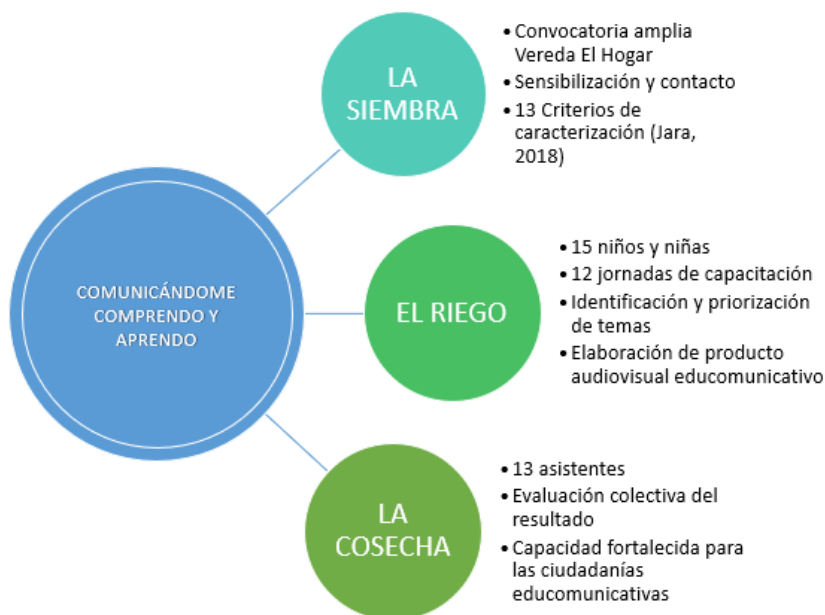 COMUNICÁNDOME
COMPRENDO Y
APRENDO
LA
SIEMBRA
• Convocatoria amplia
Vereda El Hogar
• Sensibilización y contacto
• 13 Criterios de
caracterización (Jara,
2018)
EL RIEGO
• 15 niños y niñas
• 12 jornadas de capacitación
• Identificación y priorización
de temas
• Elaboración de producto
audiovisual educomunicativo
LA
COSECHA
• 13 asistentes
• Evaluación colectiva del
resultado
• Capacidad fortalecida para
las ciudadanías
educomunicativas